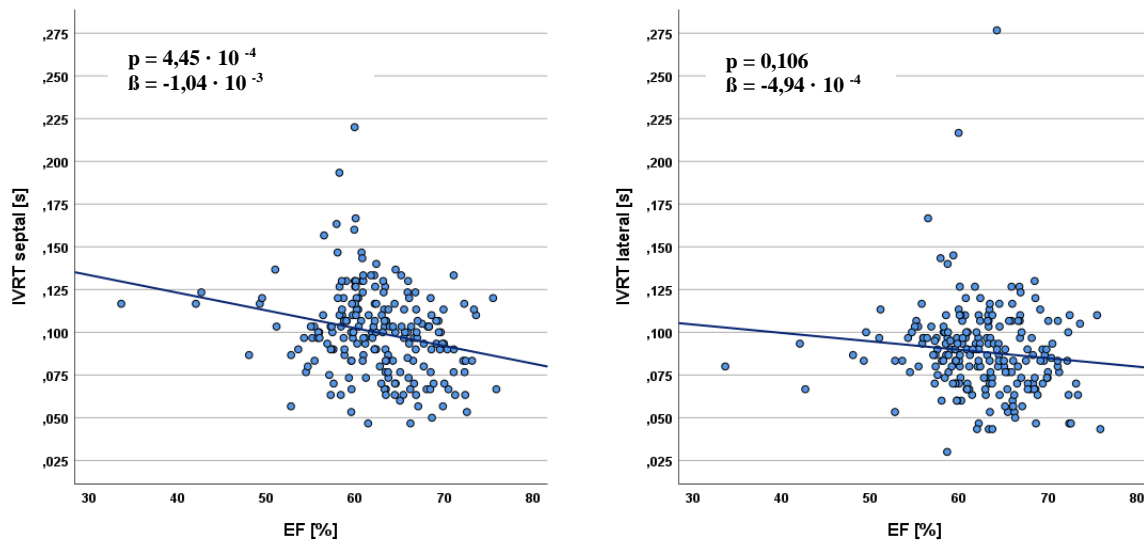 ,275
,250
,225
,200
,175
,150
,125
,100
,075
,050
,025
IVRT septal [s]
p = 4,45 · 10 -4
ß = -1,04 · 10 -3
30 40 50 60 70 80
EF [%]
,275
,250
,225
,200
,175
,150
,125
,100
,075
,050
,025
IVRT lateral [s]
p = 0,106
ß = -4,94 · 10 -4
30 40 50 60 70 80
EF [%]